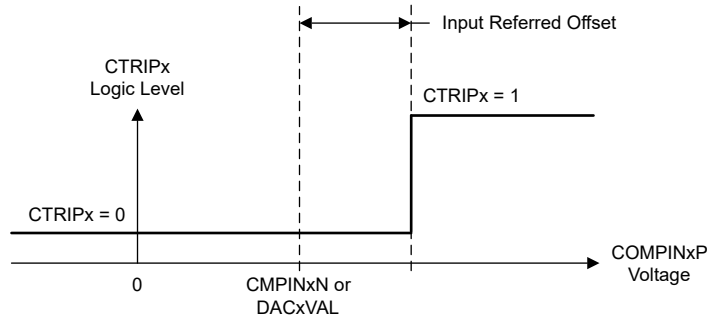 Input Referred Offset
CTRIPx
Logic Level
CTRIPx = 1
CTRIPx = 0
COMPINxP
Voltage
0
CMPINxN or
DACxVAL